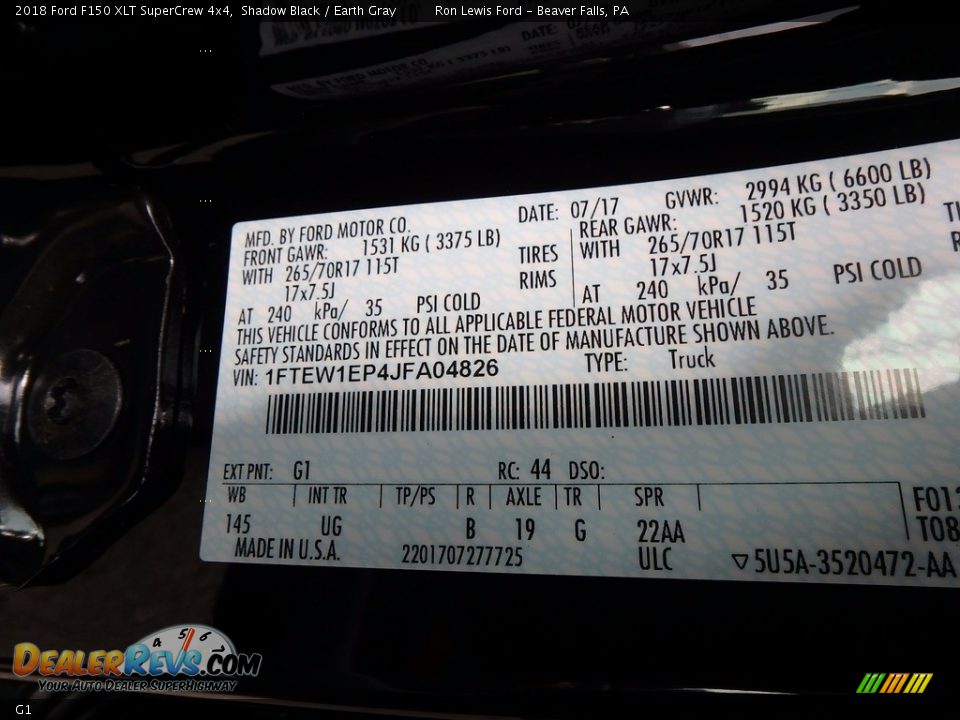 2018 Ford F150 XLT SuperCrew 4x4, Shadow Black / Earth Gray Ron Lewis Ford - Beaver Falls, PA
MFD. BY FORD MOTOR CO. DATE: 07/17 GVWR: 2994 KG ( 6600 LB)
FRONT GAWR: 1531 KG ( 3375 LB) REAR GAWR: 1520 KG ( 3350 LB)
WITH 265/70R17 115T TIRES WITH 265/70R17 115T
17x7.5J RIMS 17x7.5J
AT 240 kPa/ 35 PSI COLD AT 240 kPa/ 35 PSI COLD
THIS VEHICLE CONFORMS TO ALL APPLICABLE FEDERAL MOTOR VEHICLE
SAFETY STANDARDS IN EFFECT ON THE DATE OF MANUFACTURE SHOWN ABOVE.
VIN: 1FTEW1EP4JFA04826 TYPE: Truck
EXT PNT: G1 RC: 44 DSO:
WB INT TR TP/PS R AXLE TR SPR
145 UG B 19 G 22AA
MADE IN U.S.A. 2201707277725 ULC ▽5U5A-3520472-AA
4 5 6
DEALERREVS.COM
YOUR AUTO DEALER SUPERHIGHWAY
G1